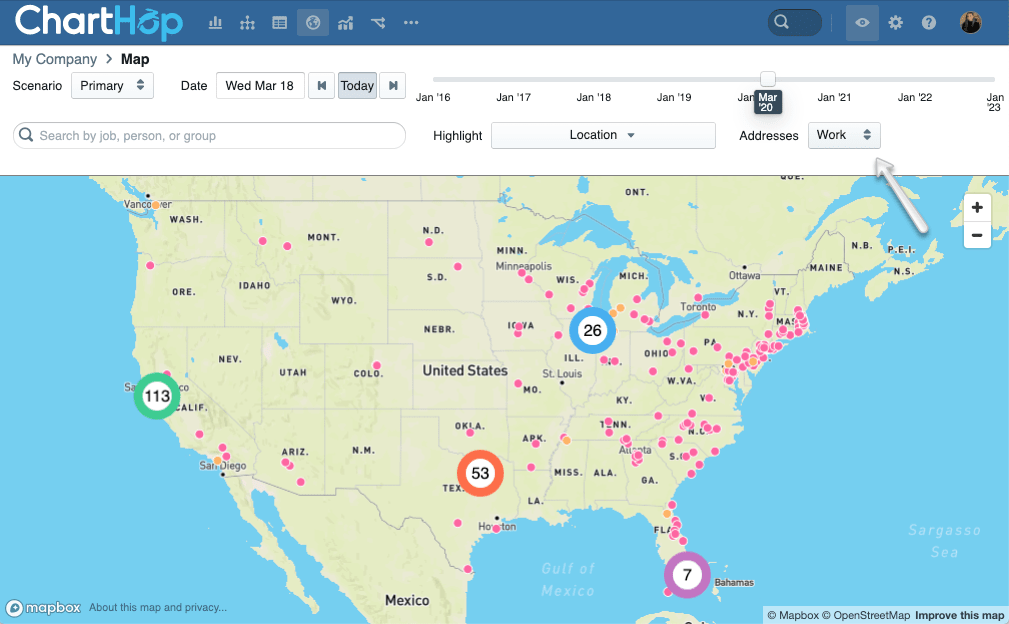 ChartHop
My Company > Map
Scenario Primary Date Wed Mar 18 Today
Jan '16 Jan '17 Jan '18 Jan '19 Mar '20 Jan '21 Jan '22 Jan '23
Search by job, person, or group Highlight Location Addresses Work
QUE.
ONT.
Vancouver
WASH.
MONT.
N.D.
MINN.
Minneapolis
WIS.
MICH.
Ottawa
MAINE
N.B.
P.E.I.
N.S.
ORE.
IDAHO
S.D.
WYO.
Toronto
VT.
N.Y.
MAS
IOWA
26
NEBR.
NEV.
UTAH
COLO.
United States
ILL.
St. Louis
OHIO
PA
W.VA.
113
CALIF.
MO.
KY.
OKLA.
ARK.
TENN.
N.C.
Atlanta
San Diego
ARIZ.
N.M.
53
TEX.
MISS.
ALA.
GA.
LA.
Houston
FLA
Sargasso
Sea
Gulf of
Mexico
7
Bahamas
Mexico
mapbox About this map and privacy...
© Mapbox © OpenStreetMap Improve this map